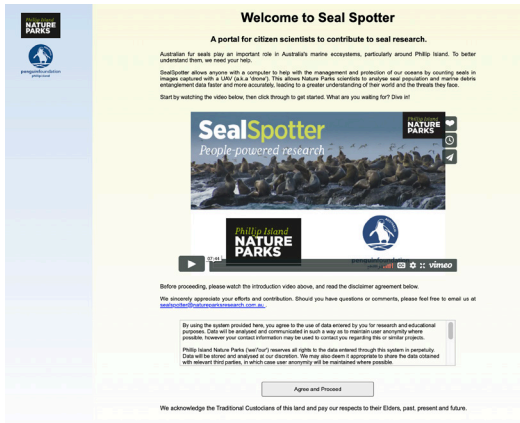 Phillip Island
NATURE
PARKS
penguinfoundation
phillip island
Welcome to Seal Spotter
A portal for citizen scientists to contribute to seal research.
Australian fur seals play an important role in Australia's marine ecosystems, particularly around Phillip Island. To better
understand them, we need your help.
SealSpotter allows anyone with a computer to help with the management and protection of our oceans by counting seals in
images captured with a UAV (a.k.a 'drone'). This allows Nature Parks scientists to analyse seal population and marine debris
entanglement data faster and more accurately, leading to a greater understanding of their world and the threats they face.
Start by watching the video below, then click through to get started. What are you waiting for? Dive in!
SealSpotter
People-powered research
Phillip Island
NATURE
PARKS
Phillip Island
NATURE
PARKS
07:44
CC
vimeo
Before proceeding, please watch the introduction video above, and read the disclaimer agreement below.
We sincerely appreciate your efforts and contribution. Should you have questions or comments, please feel free to email us at
sealspotter@natureparksresearch.com.au.
By using the system provided here, you agree to the use of data entered by you for research and educational
purposes. Data will be analysed and communicated in such a way as to maintain user anonymity where
possible, however your contact information may be used to contact you regarding this or similar projects.
Phillip Island Nature Parks ('we/'our') reserves all rights to the data entered through this system in perpetuity.
Data will be stored and analysed at our discretion. We may also deem it appropriate to share the data obtained
with relevant third parties, in which case user anonymity will be maintained where possible.
Agree and Proceed
We acknowledge the Traditional Custodians of this land and pay our respects to their Elders, past, present and future.